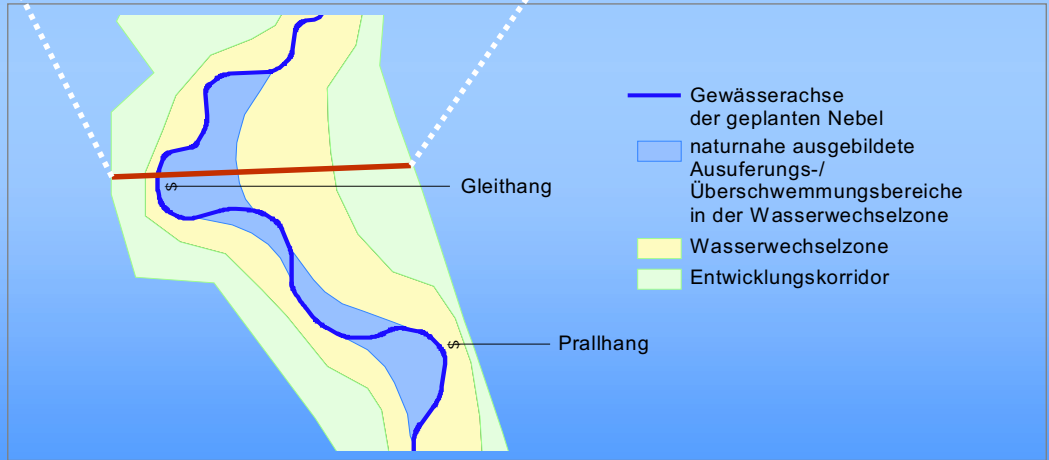 Gewässerachse
der geplanten Nebel
naturnahe ausgebildete
Ausuferungs-/
Überschwemmungsbereiche
in der Wasserwechselzone
Gleithang
Wasserwechselzone
Entwicklungskorridor
Prallhang